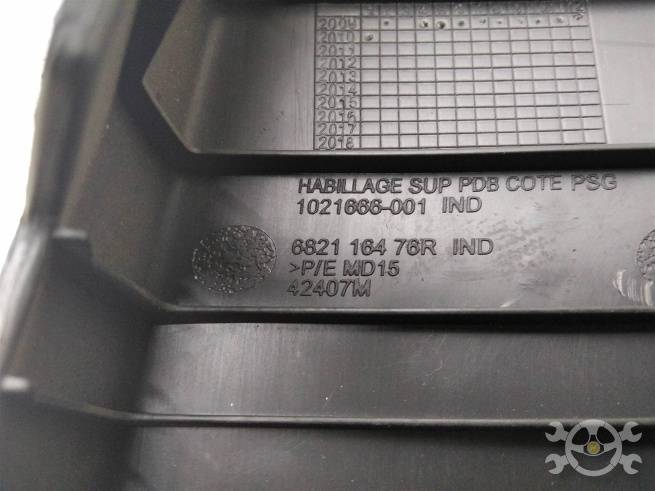 2009
2010
2011
2012
2013
2014
2015
2016
2017
2018
HABILLAGE SUP PDB COTE PSG
1021666-001 IND
6821 164 76R IND
>P/E MD15
42407M